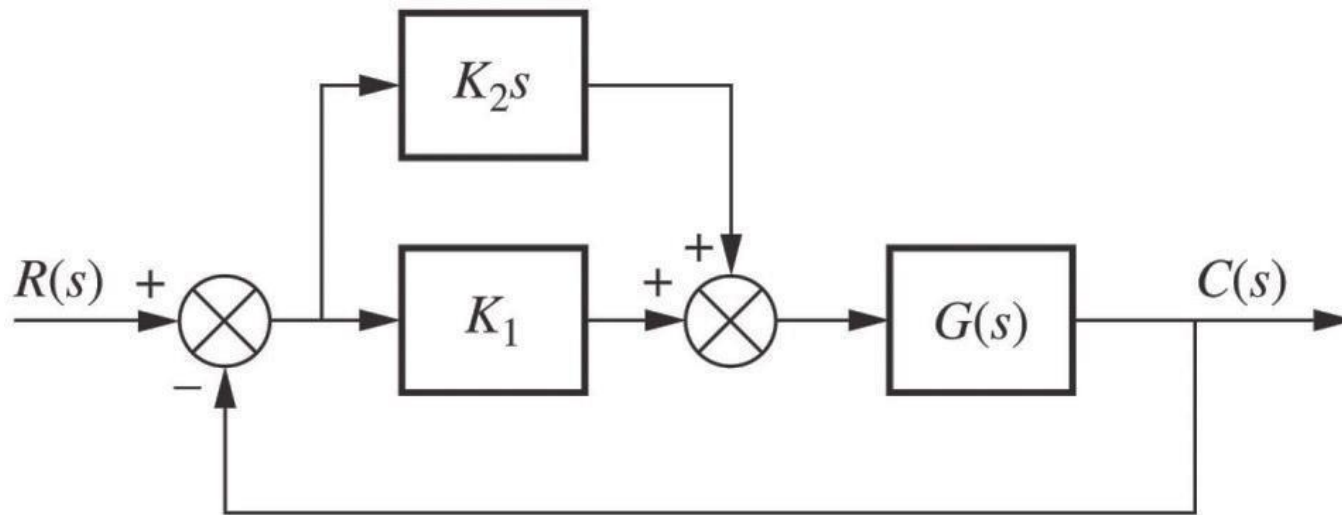 K₂s
+
R(s) + K₁ + G(s) C(s)
−